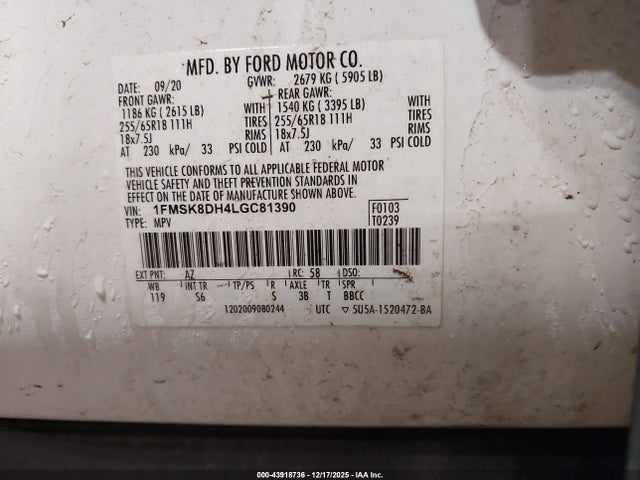 MFD. BY FORD MOTOR CO.
DATE: 09/20 GVWR: 2679 KG ( 5905 LB)
FRONT GAWR: REAR GAWR:
1186 KG ( 2615 LB) WITH 1540 KG ( 3395 LB) WITH
255/65R18 111H TIRES 255/65R18 111H TIRES
18x7.5J RIMS 18x7.5J RIMS
AT 230 kPa/ 33 PSI COLD AT 230 kPa/ 33 PSI COLD
THIS VEHICLE CONFORMS TO ALL APPLICABLE FEDERAL MOTOR
VEHICLE SAFETY AND THEFT PREVENTION STANDARDS IN
EFFECT ON THE DATE OF MANUFACTURE SHOWN ABOVE.
VIN: 1FMSK8DH4LGC81390 F0103
TYPE: MPV T0239
EXT PNT: AZ RC: 58 DSO:
WB INT TR TP/PS R AXLE TR SPR
119 S6 S 3B T BBCC
1202009080244 UTC ▽ 5U5A-1520472-BA
000-43918736 - 12/17/2025 - IAA Inc.